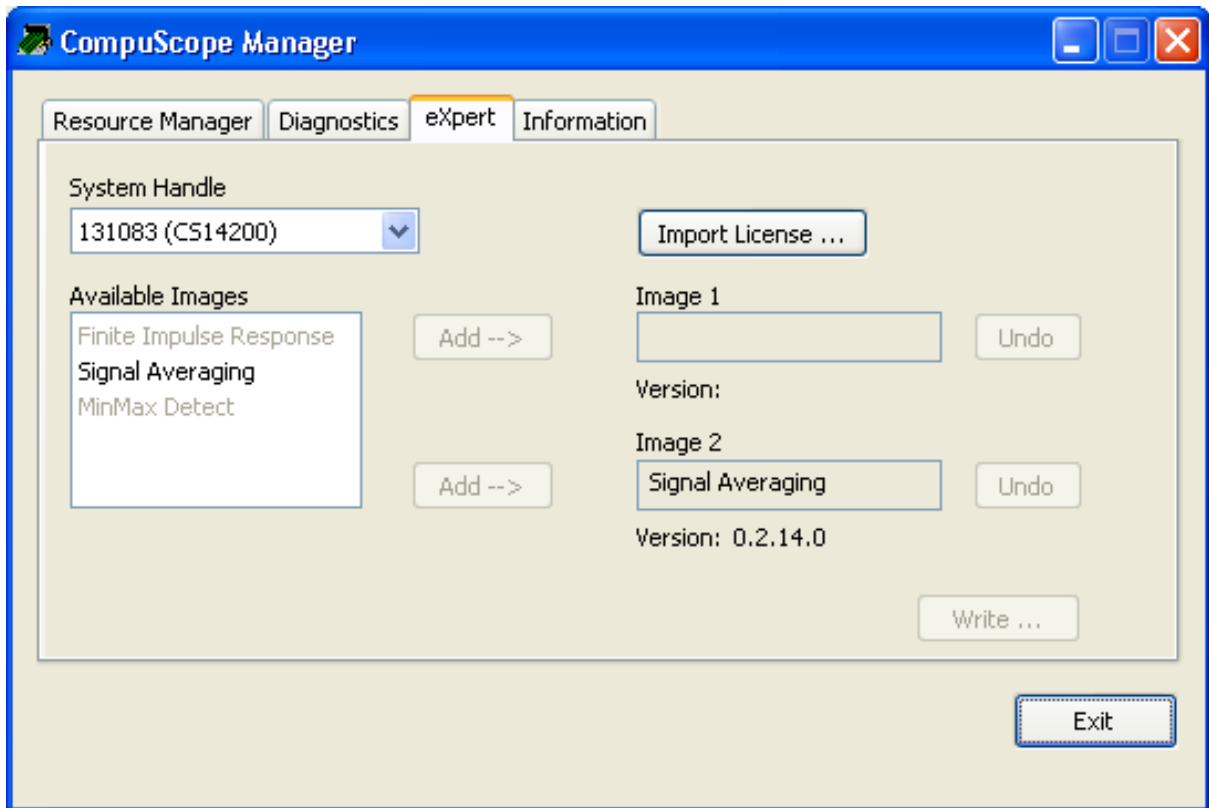 CompuScope Manager
Resource Manager Diagnostics eXpert Information
System Handle
131083 (CS14200)
Import License ...
Available Images
Image 1
Finite Impulse Response
Add -->
Undo
Signal Averaging
MinMax Detect
Version:
Image 2
Add -->
Signal Averaging
Undo
Version: 0.2.14.0
Write ...
Exit